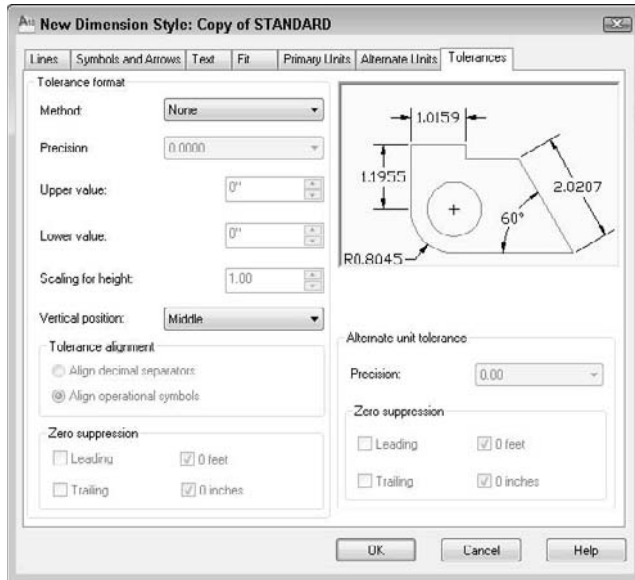 New Dimension Style: Copy of STANDARD
Lines Symbols and Arrows Text Fit Primary Units Alternate Units Tolerances
Tolerance format
Method: None
Precision 0.0000
Upper value: 0"
Lower value: 0"
Scaling for height: 1.00
Vertical position: Middle
Tolerance alignment
Align decimal separators
Align operational symbols
Zero suppression
Leading 0 feet
Trailing 0 inches
1.0159
1.1955
2.0207
60°
R0.8045
Alternate unit tolerance
Precision: 0.00
Zero suppression
Leading 0 feet
Trailing 0 inches
OK Cancel Help